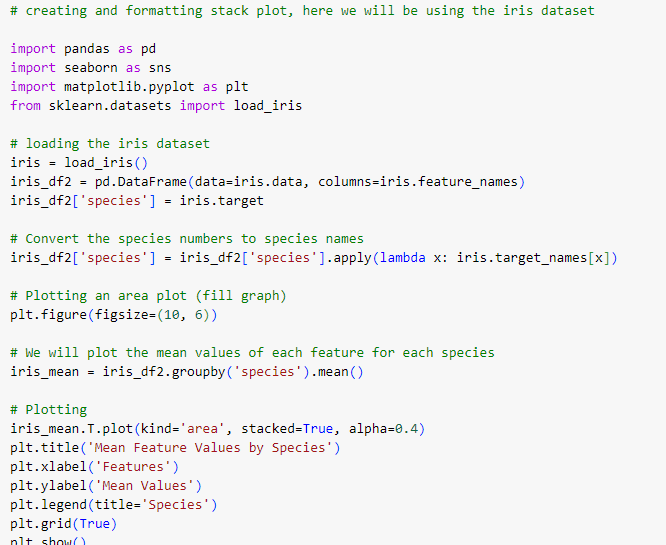 # creating and formatting stack plot, here we will be using the iris dataset
import pandas as pd
import seaborn as sns
import matplotlib.pyplot as plt
from sklearn.datasets import load_iris
# loading the iris dataset
iris = load_iris()
iris_df2 = pd.DataFrame(data=iris.data, columns=iris.feature_names)
iris_df2['species'] = iris.target
# Convert the species numbers to species names
iris_df2['species'] = iris_df2['species'].apply(lambda x: iris.target_names[x])
# Plotting an area plot (fill graph)
plt.figure(figsize=(10, 6))
# We will plot the mean values of each feature for each species
iris_mean = iris_df2.groupby('species').mean()
# Plotting
iris_mean.T.plot(kind='area', stacked=True, alpha=0.4)
plt.title('Mean Feature Values by Species')
plt.xlabel('Features')
plt.ylabel('Mean Values')
plt.legend(title='Species')
plt.grid(True)
plt.show()